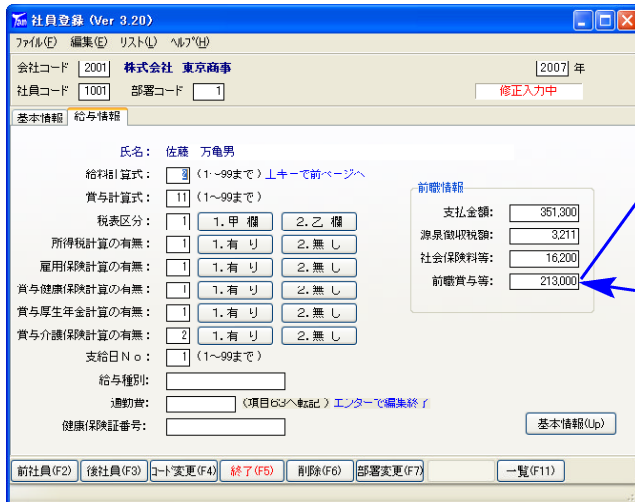 社員登録 (Ver 3.20)
ファイル(F) 編集(E) リスト(L) ヘルプ(H)
会社コード 2001 株式会社 東京商事 2007 年
社員コード 1001 部署コード 1 修正入力中
基本情報 給与情報
氏名： 佐藤 万亀男
給料計算式： 2 (1～99まで) ↑キーで前ページへ
賞与計算式： 11 (1～99まで)
税表区分： 1 1.甲 欄 2.乙 欄
所得税計算の有無： 1 1.有 り 2.無 し
雇用保険計算の有無： 1 1.有 り 2.無 し
賞与健康保険計算の有無： 1 1.有 り 2.無 し
賞与厚生年金計算の有無： 1 1.有 り 2.無 し
賞与介護保険計算の有無： 2 1.有 り 2.無 し
支給日Ｎｏ： 1 (1～99まで)
給与種別：
通勤費： (項目63へ転記) エンターで編集終了
健康保険証番号：
前職情報
支払金額： 351,300
源泉徴収税額： 3,211
社会保険料等： 16,200
前職賞与等： 213,000
基本情報(Up)
前社員(F2) 後社員(F3) コード変更(F4) 終了(F5) 削除(F6) 部署変更(F7) 一覧(F11)